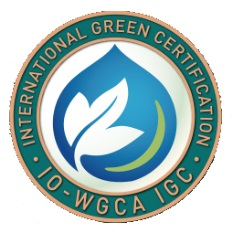 INTERNATIONAL GREEN CERTIFICATION
IO-WGCA IGC